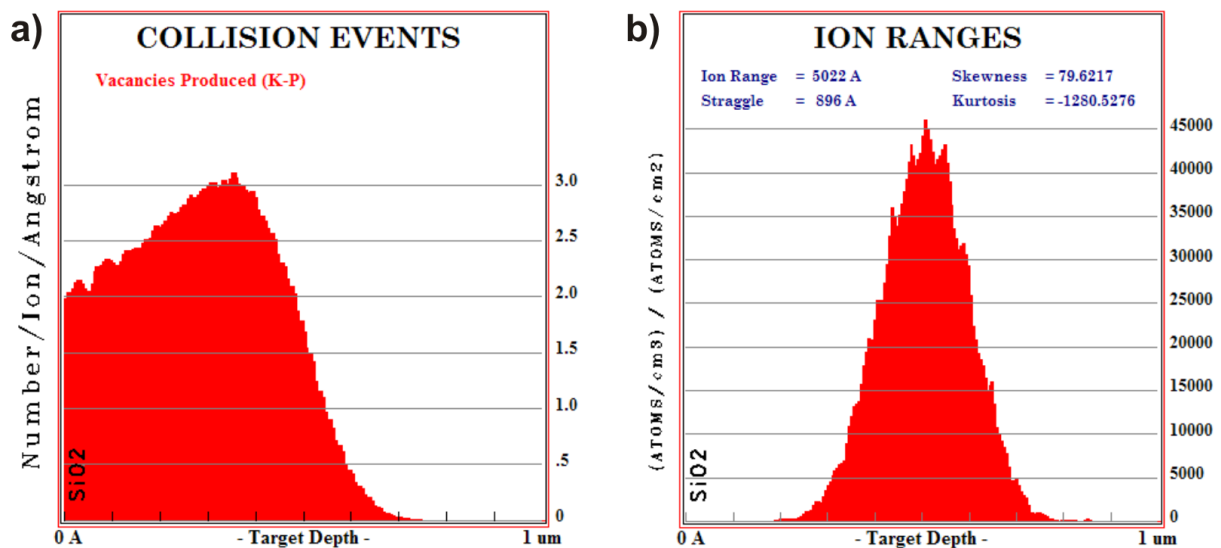 a)
COLLISION EVENTS
Vacancies Produced (K-P)
Number/Ion/Angstrom
3.0
2.5
2.0
1.5
1.0
.5
0
SiO2
0 A
- Target Depth -
1 um
b)
ION RANGES
Ion Range = 5022 A
Skewness = 79.6217
Straggle = 896 A
Kurtosis = -1280.5276
(ATOMS/cm3) / (ATOMS/cm2)
45000
40000
35000
30000
25000
20000
15000
10000
5000
0
SiO2
0 A
- Target Depth -
1 um